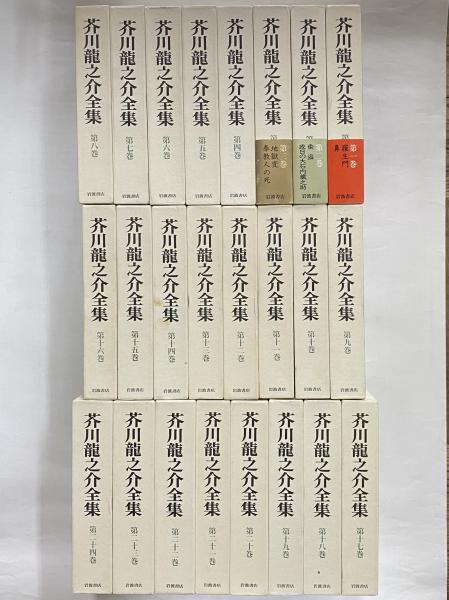 芥川龍之介全集
第
第一巻
羅生門
鼻
岩波書店
芥川龍之介全集
第
第二巻
偸盗
或日の大石内蔵之助
岩波書店
芥川龍之介全集
第
第三巻
地獄変
奉教人の死
岩波書店
芥川龍之介全集
第四巻
岩波書店
芥川龍之介全集
第五巻
岩波書店
芥川龍之介全集
第六巻
岩波書店
芥川龍之介全集
第七巻
岩波書店
芥川龍之介全集
第八巻
岩波書店
芥川龍之介全集
第九巻
岩波書店
芥川龍之介全集
第十巻
岩波書店
芥川龍之介全集
第十一巻
岩波書店
芥川龍之介全集
第十二巻
岩波書店
芥川龍之介全集
第十三巻
岩波書店
芥川龍之介全集
第十四巻
岩波書店
芥川龍之介全集
第十五巻
岩波書店
芥川龍之介全集
第十六巻
岩波書店
芥川龍之介全集
第十七巻
岩波書店
芥川龍之介全集
第十八巻
岩波書店
芥川龍之介全集
第十九巻
岩波書店
芥川龍之介全集
第二十巻
岩波書店
芥川龍之介全集
第二十一巻
岩波書店
芥川龍之介全集
第二十二巻
岩波書店
芥川龍之介全集
第二十三巻
岩波書店
芥川龍之介全集
第二十四巻
岩波書店